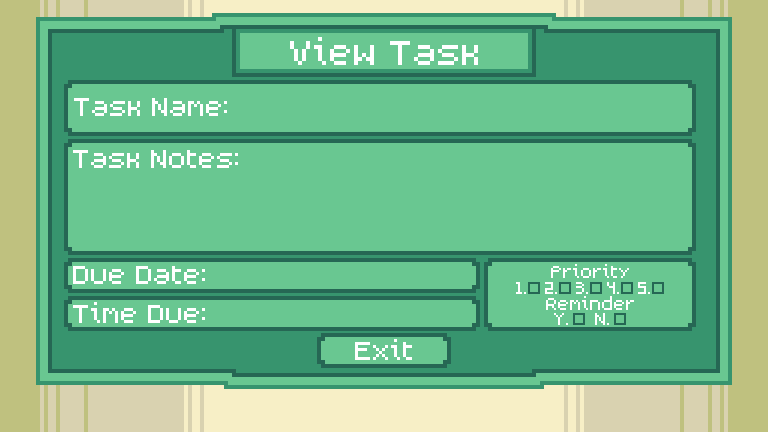 View Task
Task Name:
Task Notes:
Due Date:
Time Due:
Priority
1. 2. 3. 4. 5.
Reminder
Y. N.
Exit